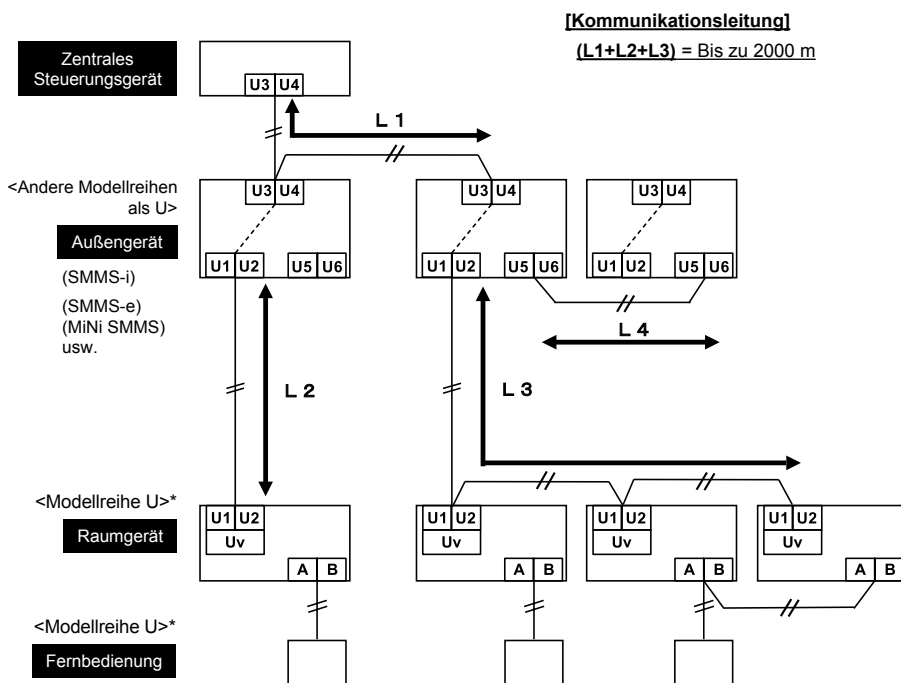 [Kommunikationsleitung]
(L1+L2+L3) = Bis zu 2000 m
Zentrales
Steuerungsgerät
U3 U4
L 1
<Andere Modellreihen
als U>
Außengerät
(SMMS-i)
(SMMS-e)
(MiNi SMMS)
usw.
U3 U4 U3 U4 U3 U4
U1 U2 U5 U6 U1 U2 U5 U6 U1 U2 U5 U6
L 4
L 2 L 3
<Modellreihe U>*
Raumgerät
U1 U2 U1 U2 U1 U2 U1 U2
Uv Uv Uv Uv
A B A B A B A B
<Modellreihe U>*
Fernbedienung